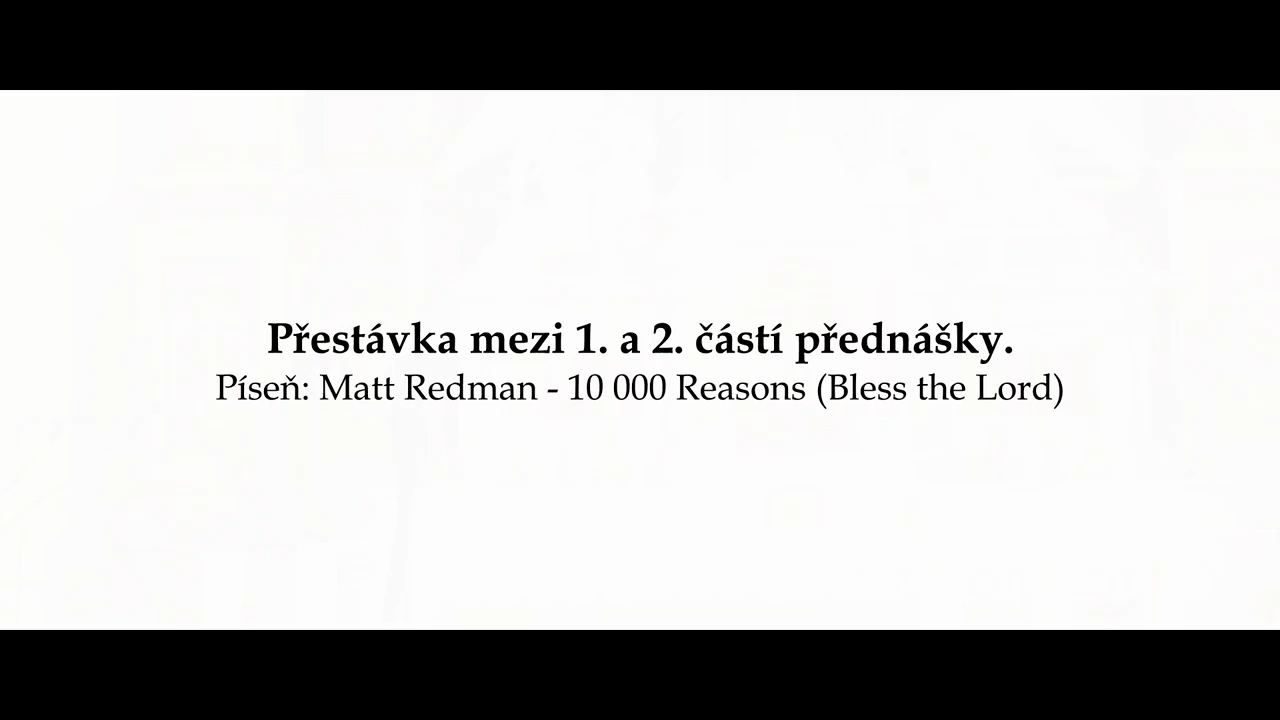 Přestávka mezi 1. a 2. částí přednášky.
Píseň: Matt Redman - 10 000 Reasons (Bless the Lord)